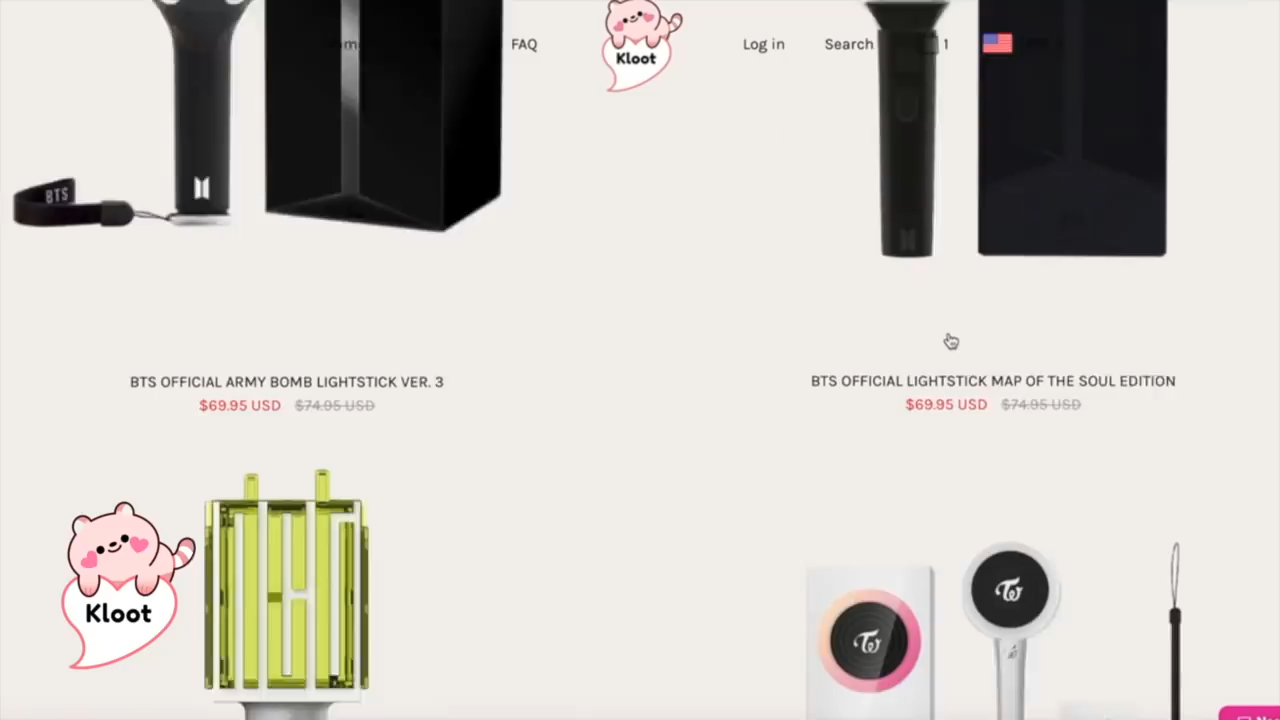 FAQ
Kloot
Log in
Search
1
BTS
BTS OFFICIAL ARMY BOMB LIGHTSTICK VER. 3
$69.95 USD $74.95 USD
BTS OFFICIAL LIGHTSTICK MAP OF THE SOUL EDITION
$69.95 USD $74.95 USD
Kloot